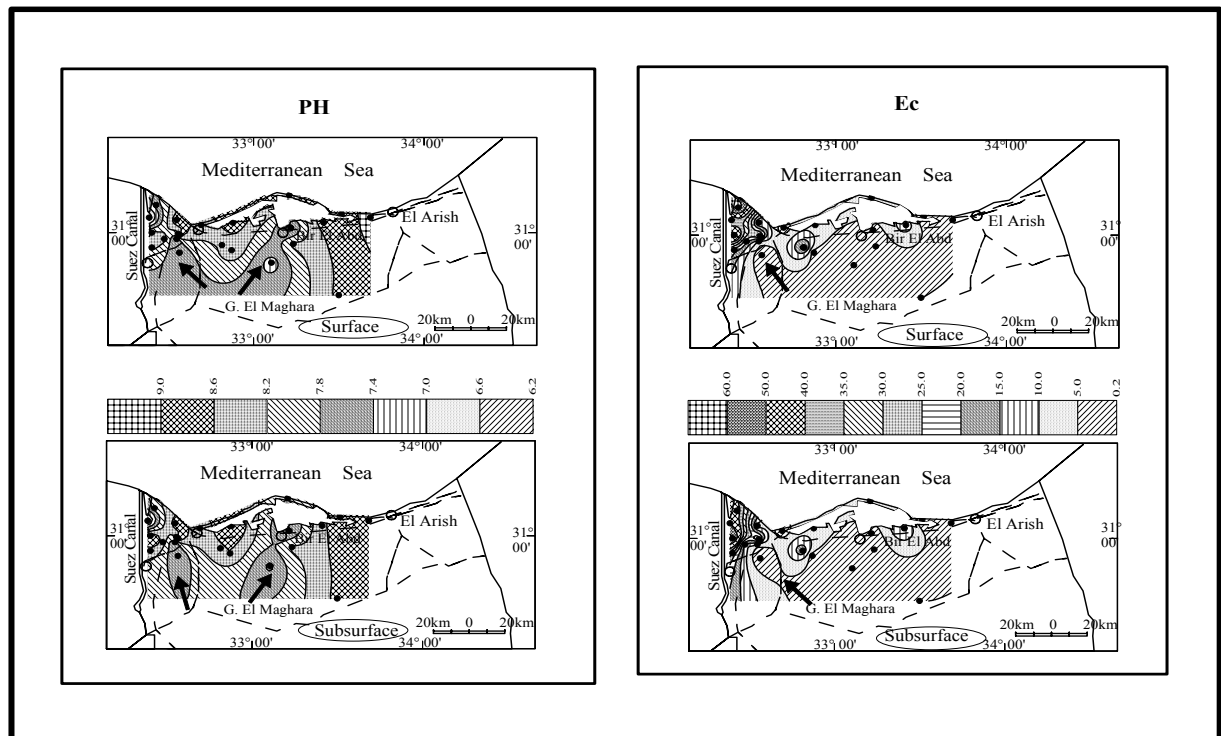 PH
33° 00'
34° 00'
Mediterranean Sea
El Arish
31°
00'
31°
00'
Suez Canal
Bir El Abd
G. El Maghara
Surface
20km 0 20km
33° 00'
34° 00'
9.0 8.6 8.2 7.8 7.4 7.0 6.6 6.2
33° 00'
34° 00'
Mediterranean Sea
El Arish
31°
00'
31°
00'
Suez Canal
Bir El Abd
G. El Maghara
Subsurface
20km 0 20km
33° 00'
34° 00'
Ec
33° 00'
34° 00'
Mediterranean Sea
El Arish
31°
00'
31°
00'
Suez Canal
Bir El Abd
G. El Maghara
Surface
20km 0 20km
33° 00'
34° 00'
60.0 50.0 40.0 35.0 30.0 25.0 20.0 15.0 10.0 5.0 0.2
33° 00'
34° 00'
Mediterranean Sea
El Arish
31°
00'
31°
00'
Suez Canal
Bir El Abd
G. El Maghara
Subsurface
20km 0 20km
33° 00'
34° 00'